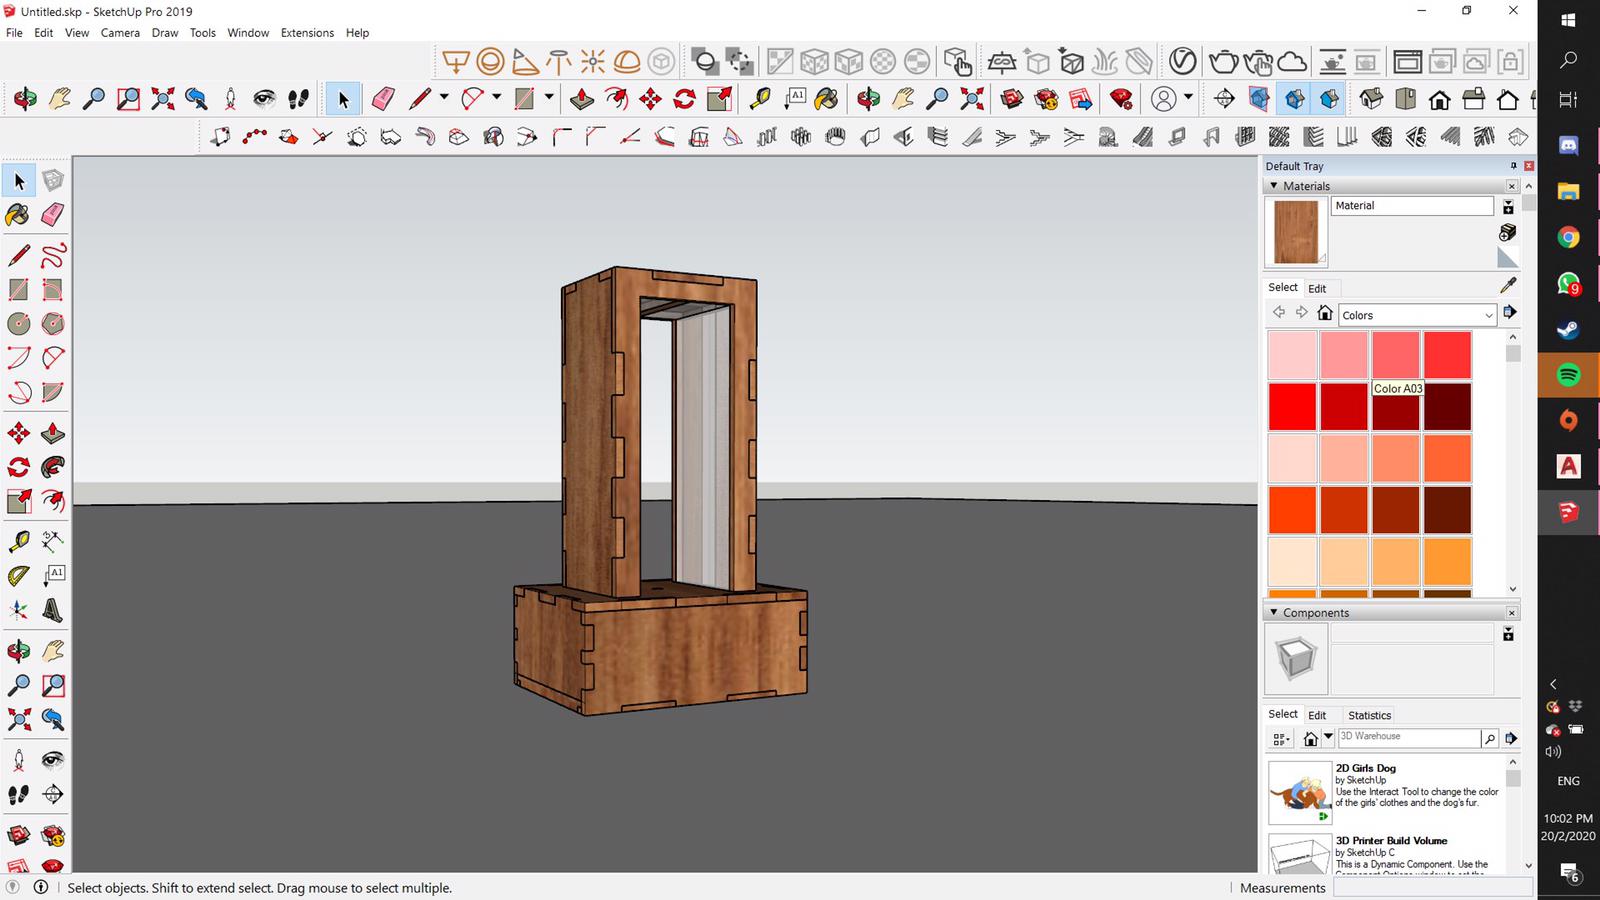 Untitled.skp - SketchUp Pro 2019
File Edit View Camera Draw Tools Window Extensions Help
A1
Default Tray
Materials
Material
Select Edit
Colors
Color A03
A1
Components
Select Edit Statistics
3D Warehouse
2D Girls Dog
by SketchUp
Use the Interact Tool to change the color
of the girls' clothes and the dog's fur.
3D Printer Build Volume
by SketchUp C
This is a Dynamic Component. Use the
Select objects. Shift to extend select. Drag mouse to select multiple.
Measurements
9
A
ENG
10:02 PM
20/2/2020
6